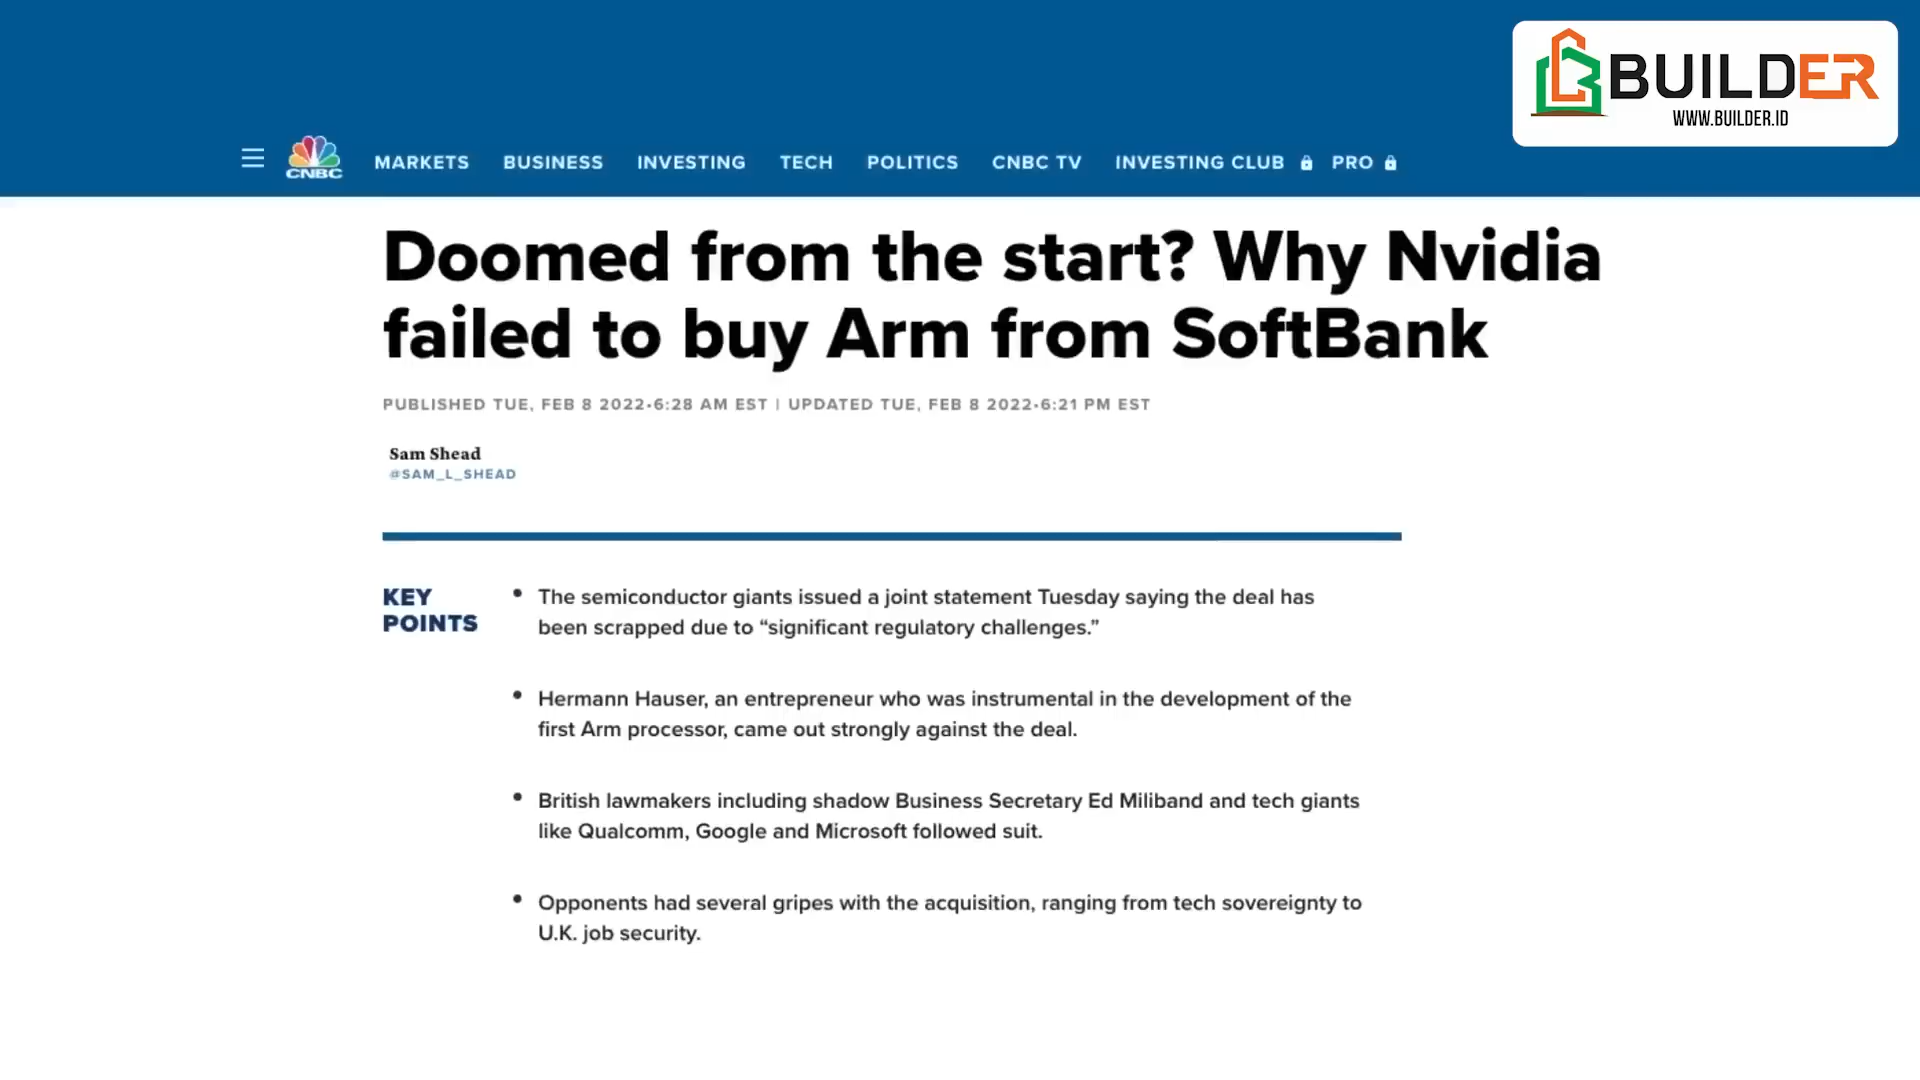 BUILDER
WWW.BUILDER.ID
CNBC
MARKETS BUSINESS INVESTING TECH POLITICS CNBC TV INVESTING CLUB PRO
Doomed from the start? Why Nvidia
failed to buy Arm from SoftBank
PUBLISHED TUE, FEB 8 2022•6:28 AM EST | UPDATED TUE, FEB 8 2022•6:21 PM EST
Sam Shead
@SAM_L_SHEAD
KEY
POINTS
• The semiconductor giants issued a joint statement Tuesday saying the deal has
been scrapped due to “significant regulatory challenges.”
• Hermann Hauser, an entrepreneur who was instrumental in the development of the
first Arm processor, came out strongly against the deal.
• British lawmakers including shadow Business Secretary Ed Miliband and tech giants
like Qualcomm, Google and Microsoft followed suit.
• Opponents had several gripes with the acquisition, ranging from tech sovereignty to
U.K. job security.